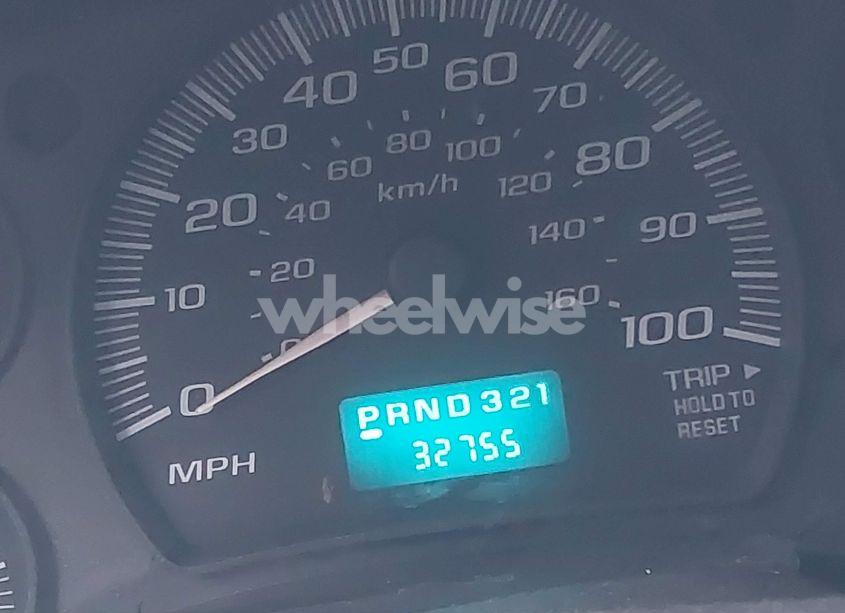 50
40 60
30 70
80 100
60 80
km/h 120
20 40
140 90
20
10 160
wheelwise
100
0
0
TRIP ▶
HOLD TO
RESET
PRND321
32755
MPH